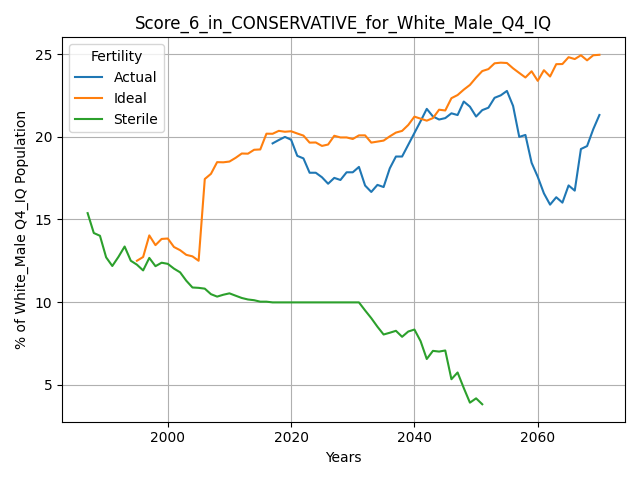 Score_6_in_CONSERVATIVE_for_White_Male_Q4_IQ
Fertility
Actual
Ideal
Sterile
% of White_Male Q4_IQ Population
25
20
15
10
5
2000 2020 2040 2060
Years